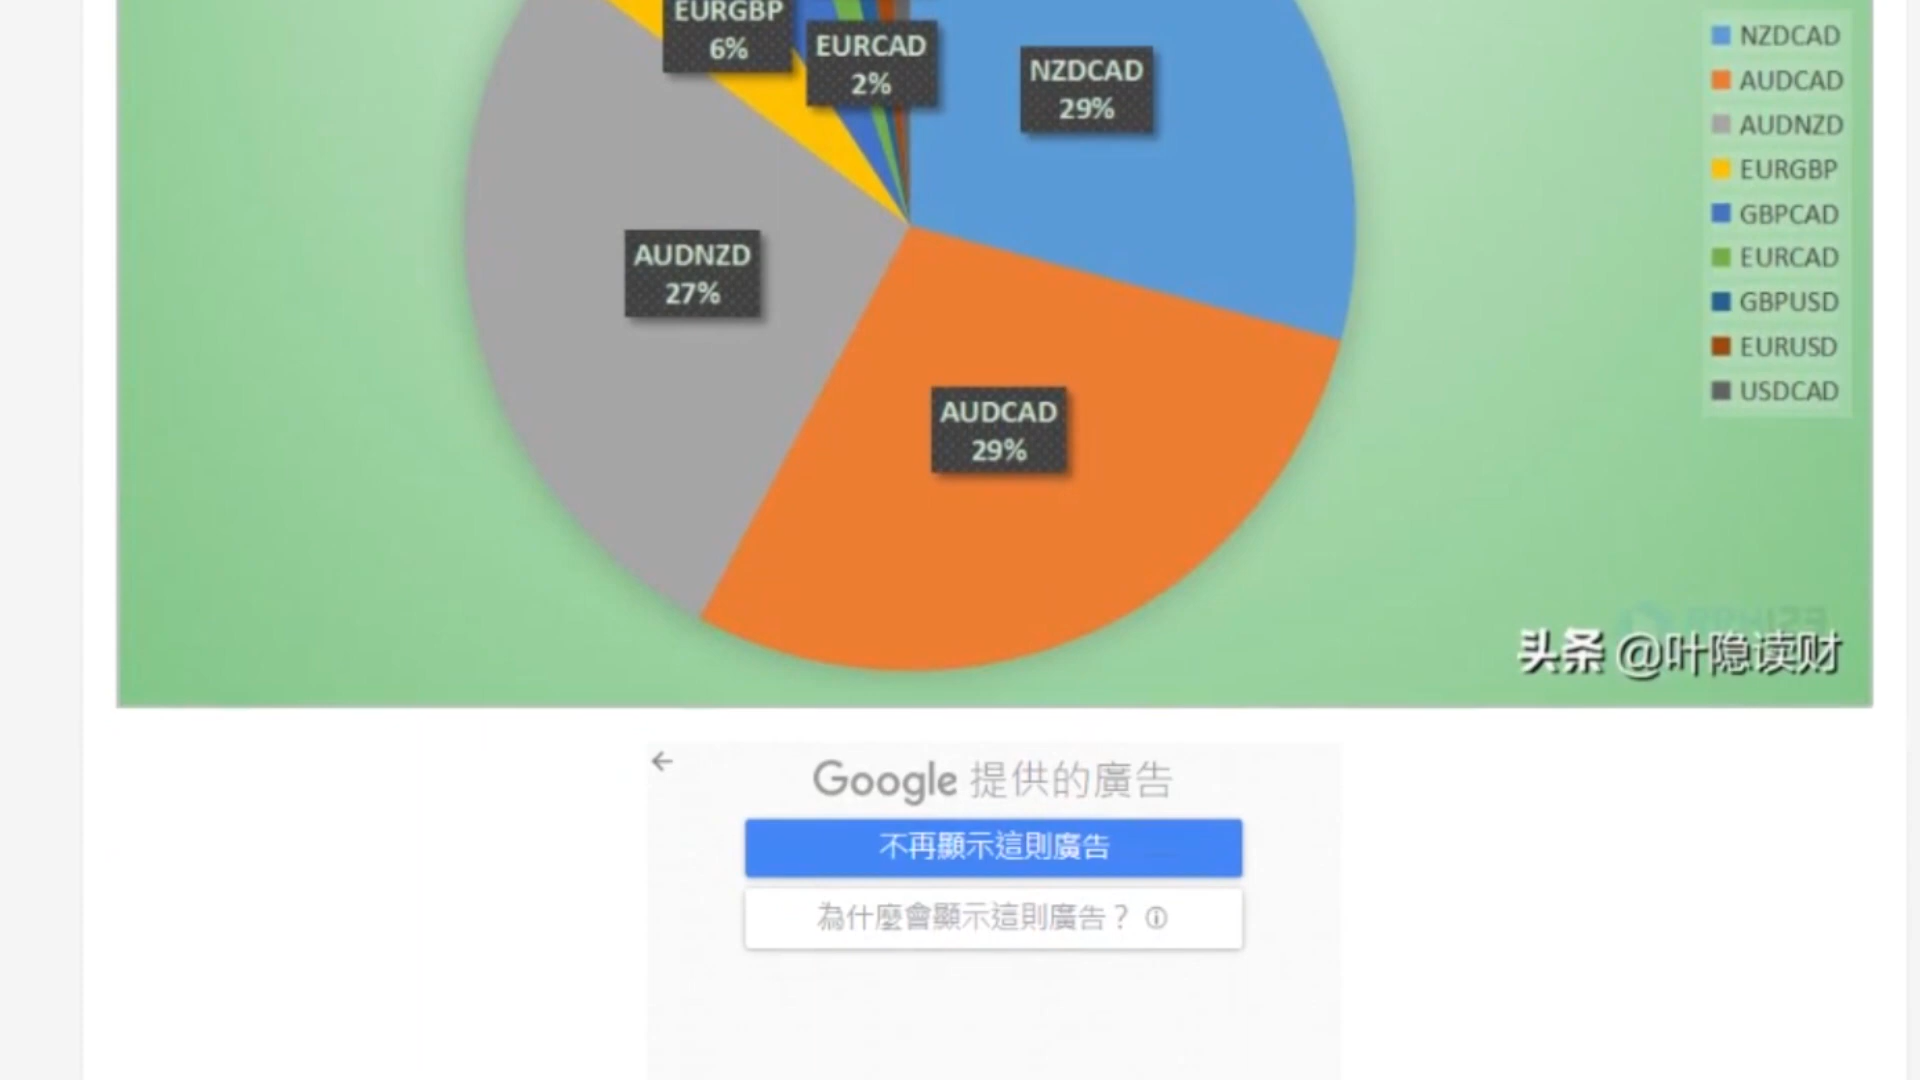 EURGBP
6%
EURCAD
2%
NZDCAD
29%
AUDNZD
27%
AUDCAD
29%
NZDCAD
AUDCAD
AUDNZD
EURGBP
GBPCAD
EURCAD
GBPUSD
EURUSD
USDCAD
头条 @叶隐读财
Google 提供的廣告
不再顯示這則廣告
為什麼會顯示這則廣告？